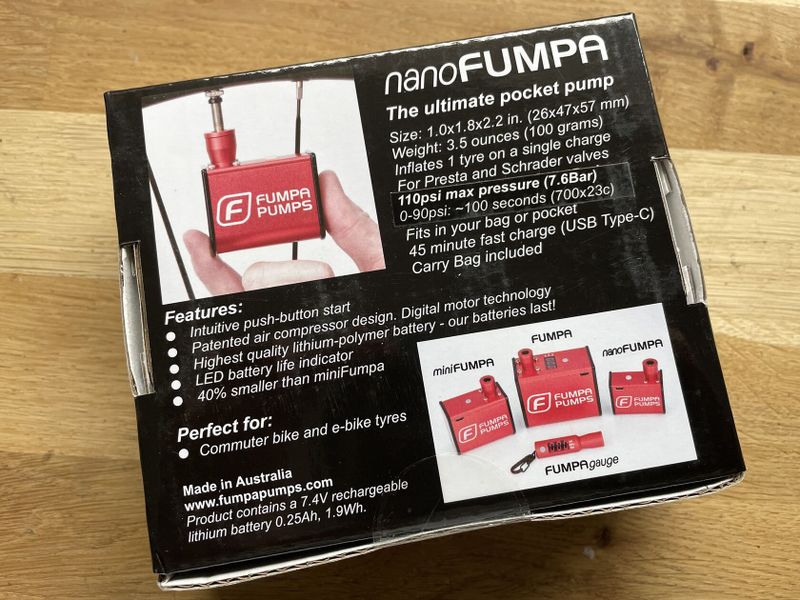 nanoFUMPA
The ultimate pocket pump
Size: 1.0x1.8x2.2 in. (26x47x57 mm)
Weight: 3.5 ounces (100 grams)
Inflates 1 tyre on a single charge
For Presta and Schrader valves
110psi max pressure (7.6Bar)
0-90psi: ~100 seconds (700x23c)
Fits in your bag or pocket
45 minute fast charge (USB Type-C)
Carry Bag included
FUMPA
PUMPS
Features:
● Intuitive push-button start
● Patented air compressor design. Digital motor technology
● Highest quality lithium-polymer battery - our batteries last!
● LED battery life indicator
● 40% smaller than miniFumpa
Perfect for:
● Commuter bike and e-bike tyres
Made in Australia
www.fumpapumps.com
Product contains a 7.4V rechargeable
lithium battery 0.25Ah, 1.9Wh.
miniFUMPA
FUMPA
nanoFUMPA
FUMPA
PUMPS
FUMPA
PUMPS
FUMPA
PUMPS
FUMPAgauge